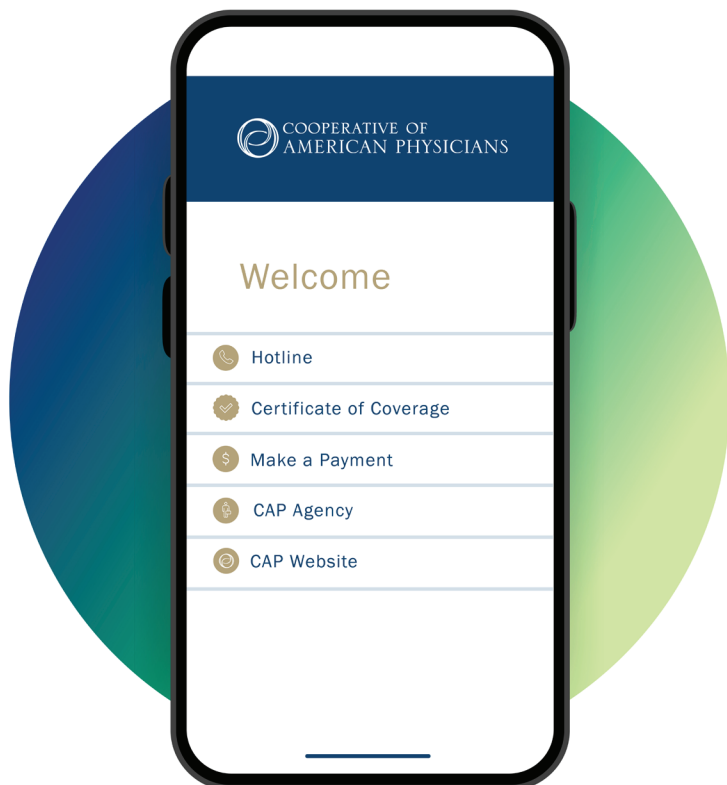 COOPERATIVE OF
AMERICAN PHYSICIANS
Welcome
Hotline
Certificate of Coverage
$
Make a Payment
CAP Agency
CAP Website